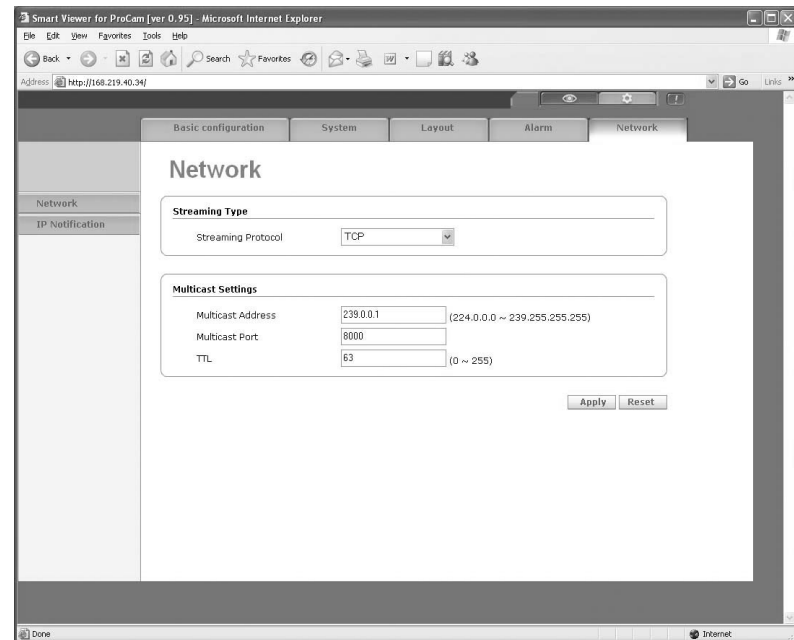 Smart Viewer for ProCam [ver 0.95] - Microsoft Internet Explorer
File Edit View Favorites Tools Help
Back Search Favorites
Address http://168.219.40.34/ Go Links »
Basic configuration System Layout Alarm Network
Network
Network
IP Notification
Streaming Type
Streaming Protocol TCP
Multicast Settings
Multicast Address 239.0.0.1 (224.0.0.0 ~ 239.255.255.255)
Multicast Port 8000
TTL 63 (0 ~ 255)
Apply Reset
Done Internet